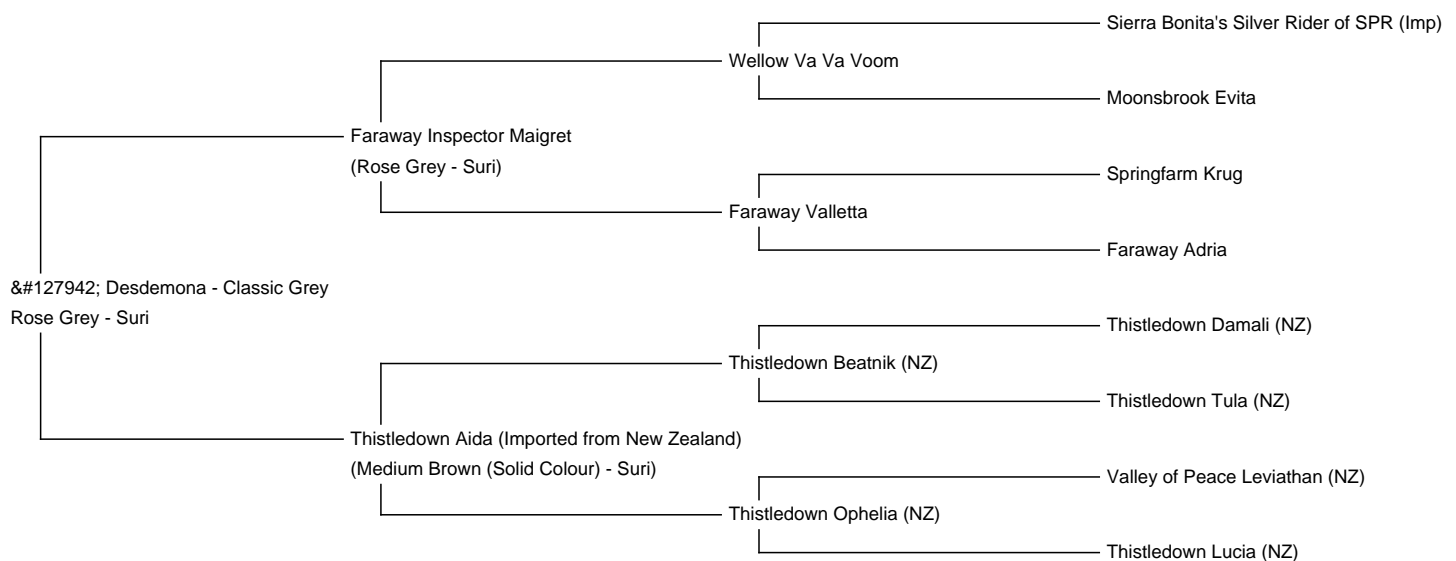 Sierra Bonita's Silver Rider of SPR (Imp)
Wellow Va Va Voom
Moonsbrook Evita
Faraway Inspector Maigret
(Rose Grey - Suri)
Springfarm Krug
Faraway Valletta
Faraway Adria
&#127942; Desdemona - Classic Grey
Rose Grey - Suri
Thistledown Damali (NZ)
Thistledown Beatnik (NZ)
Thistledown Tula (NZ)
Thistledown Aida (Imported from New Zealand)
(Medium Brown (Solid Colour) - Suri)
Valley of Peace Leviathan (NZ)
Thistledown Ophelia (NZ)
Thistledown Lucia (NZ)